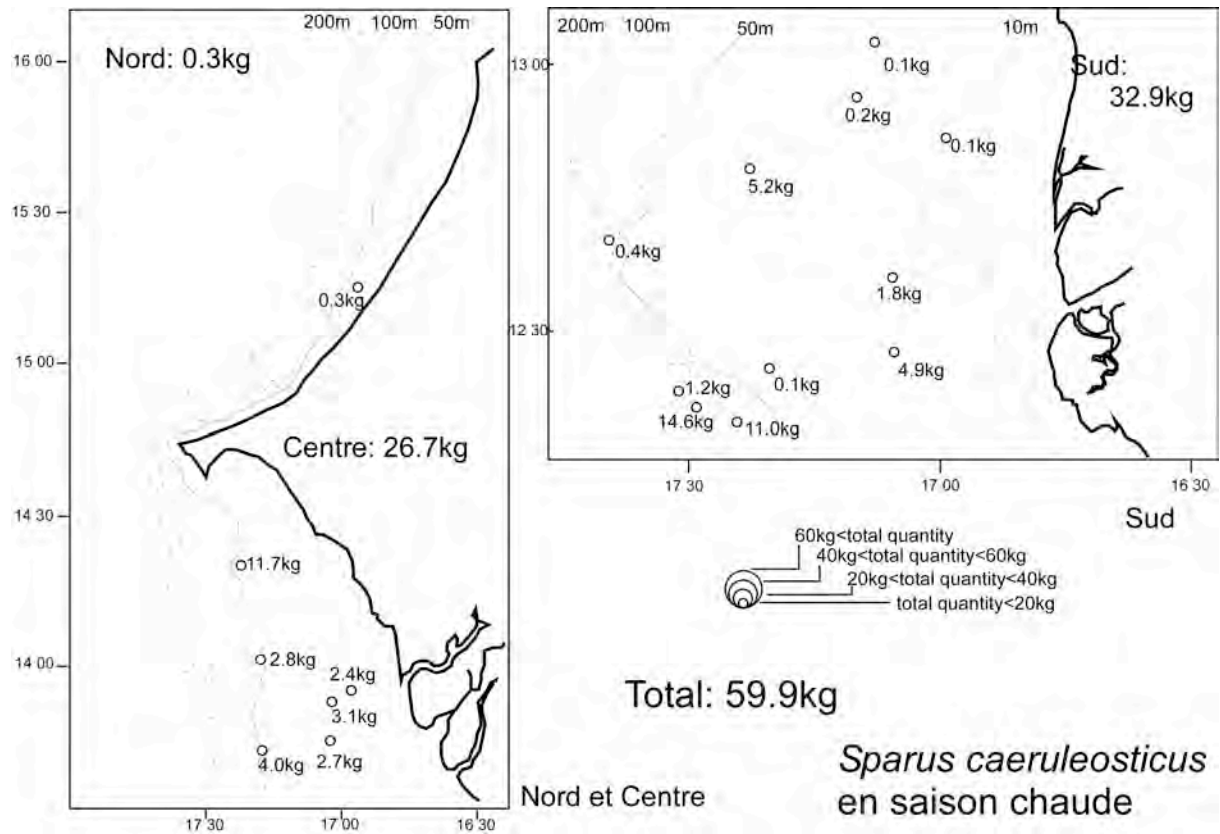 200m 100m 50m
Nord: 0.3kg
16 00
15 30
0.3kg
15 00
Centre: 26.7kg
14 30
11.7kg
14 00
2.8kg
2.4kg
3.1kg
4.0kg
2.7kg
17 30 17 00 16 30
Nord et Centre
200m 100m 50m 10m
13 00
0.1kg
Sud:
32.9kg
0.2kg
0.1kg
5.2kg
0.4kg
1.8kg
12 30
4.9kg
0.1kg
1.2kg
14.6kg
11.0kg
17 30 17 00 16 30
Sud
60kg<total quantity
40kg<total quantity<60kg
20kg<total quantity<40kg
total quantity<20kg
Total: 59.9kg
Sparus caeruleosticus
en saison chaude